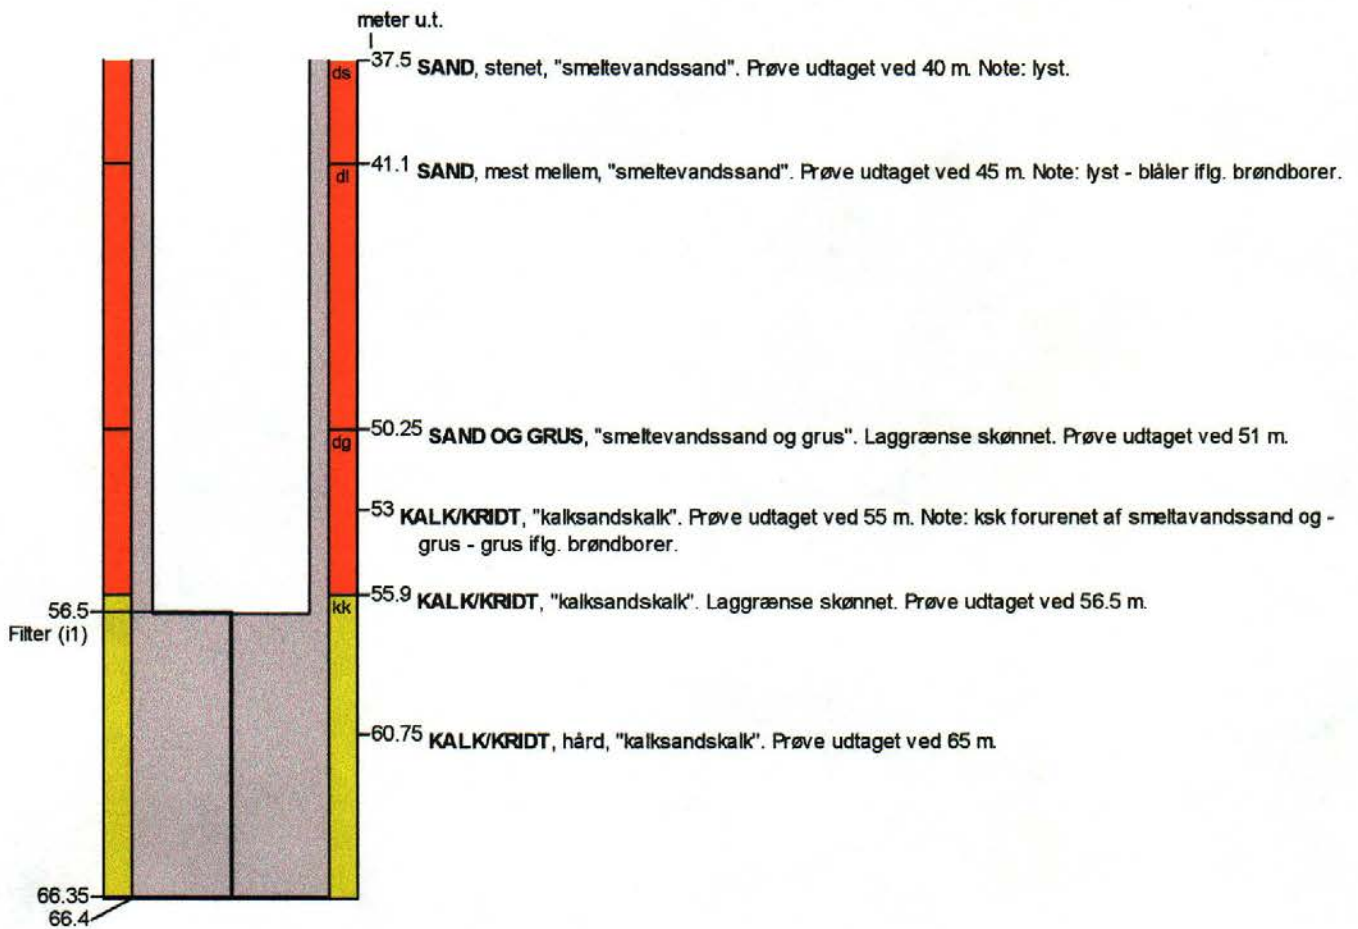 meter u.t.
37.5 SAND, stenet, "smeltevandssand". Prøve udtaget ved 40 m. Note: lyst.
ds
41.1 SAND, mest mellem, "smeltevandssand". Prøve udtaget ved 45 m. Note: lyst - blåler iflg. brøndborer.
dl
50.25 SAND OG GRUS, "smeltevandssand og grus". Laggrænse skønnet. Prøve udtaget ved 51 m.
dg
53 KALK/KRIDT, "kalksandskalk". Prøve udtaget ved 55 m. Note: ksk forurenet af smeltavandssand og -
grus - grus iflg. brøndborer.
55.9 KALK/KRIDT, "kalksandskalk". Laggrænse skønnet. Prøve udtaget ved 56.5 m.
kk
56.5
Filter (i1)
60.75 KALK/KRIDT, hård, "kalksandskalk". Prøve udtaget ved 65 m.
66.35
66.4